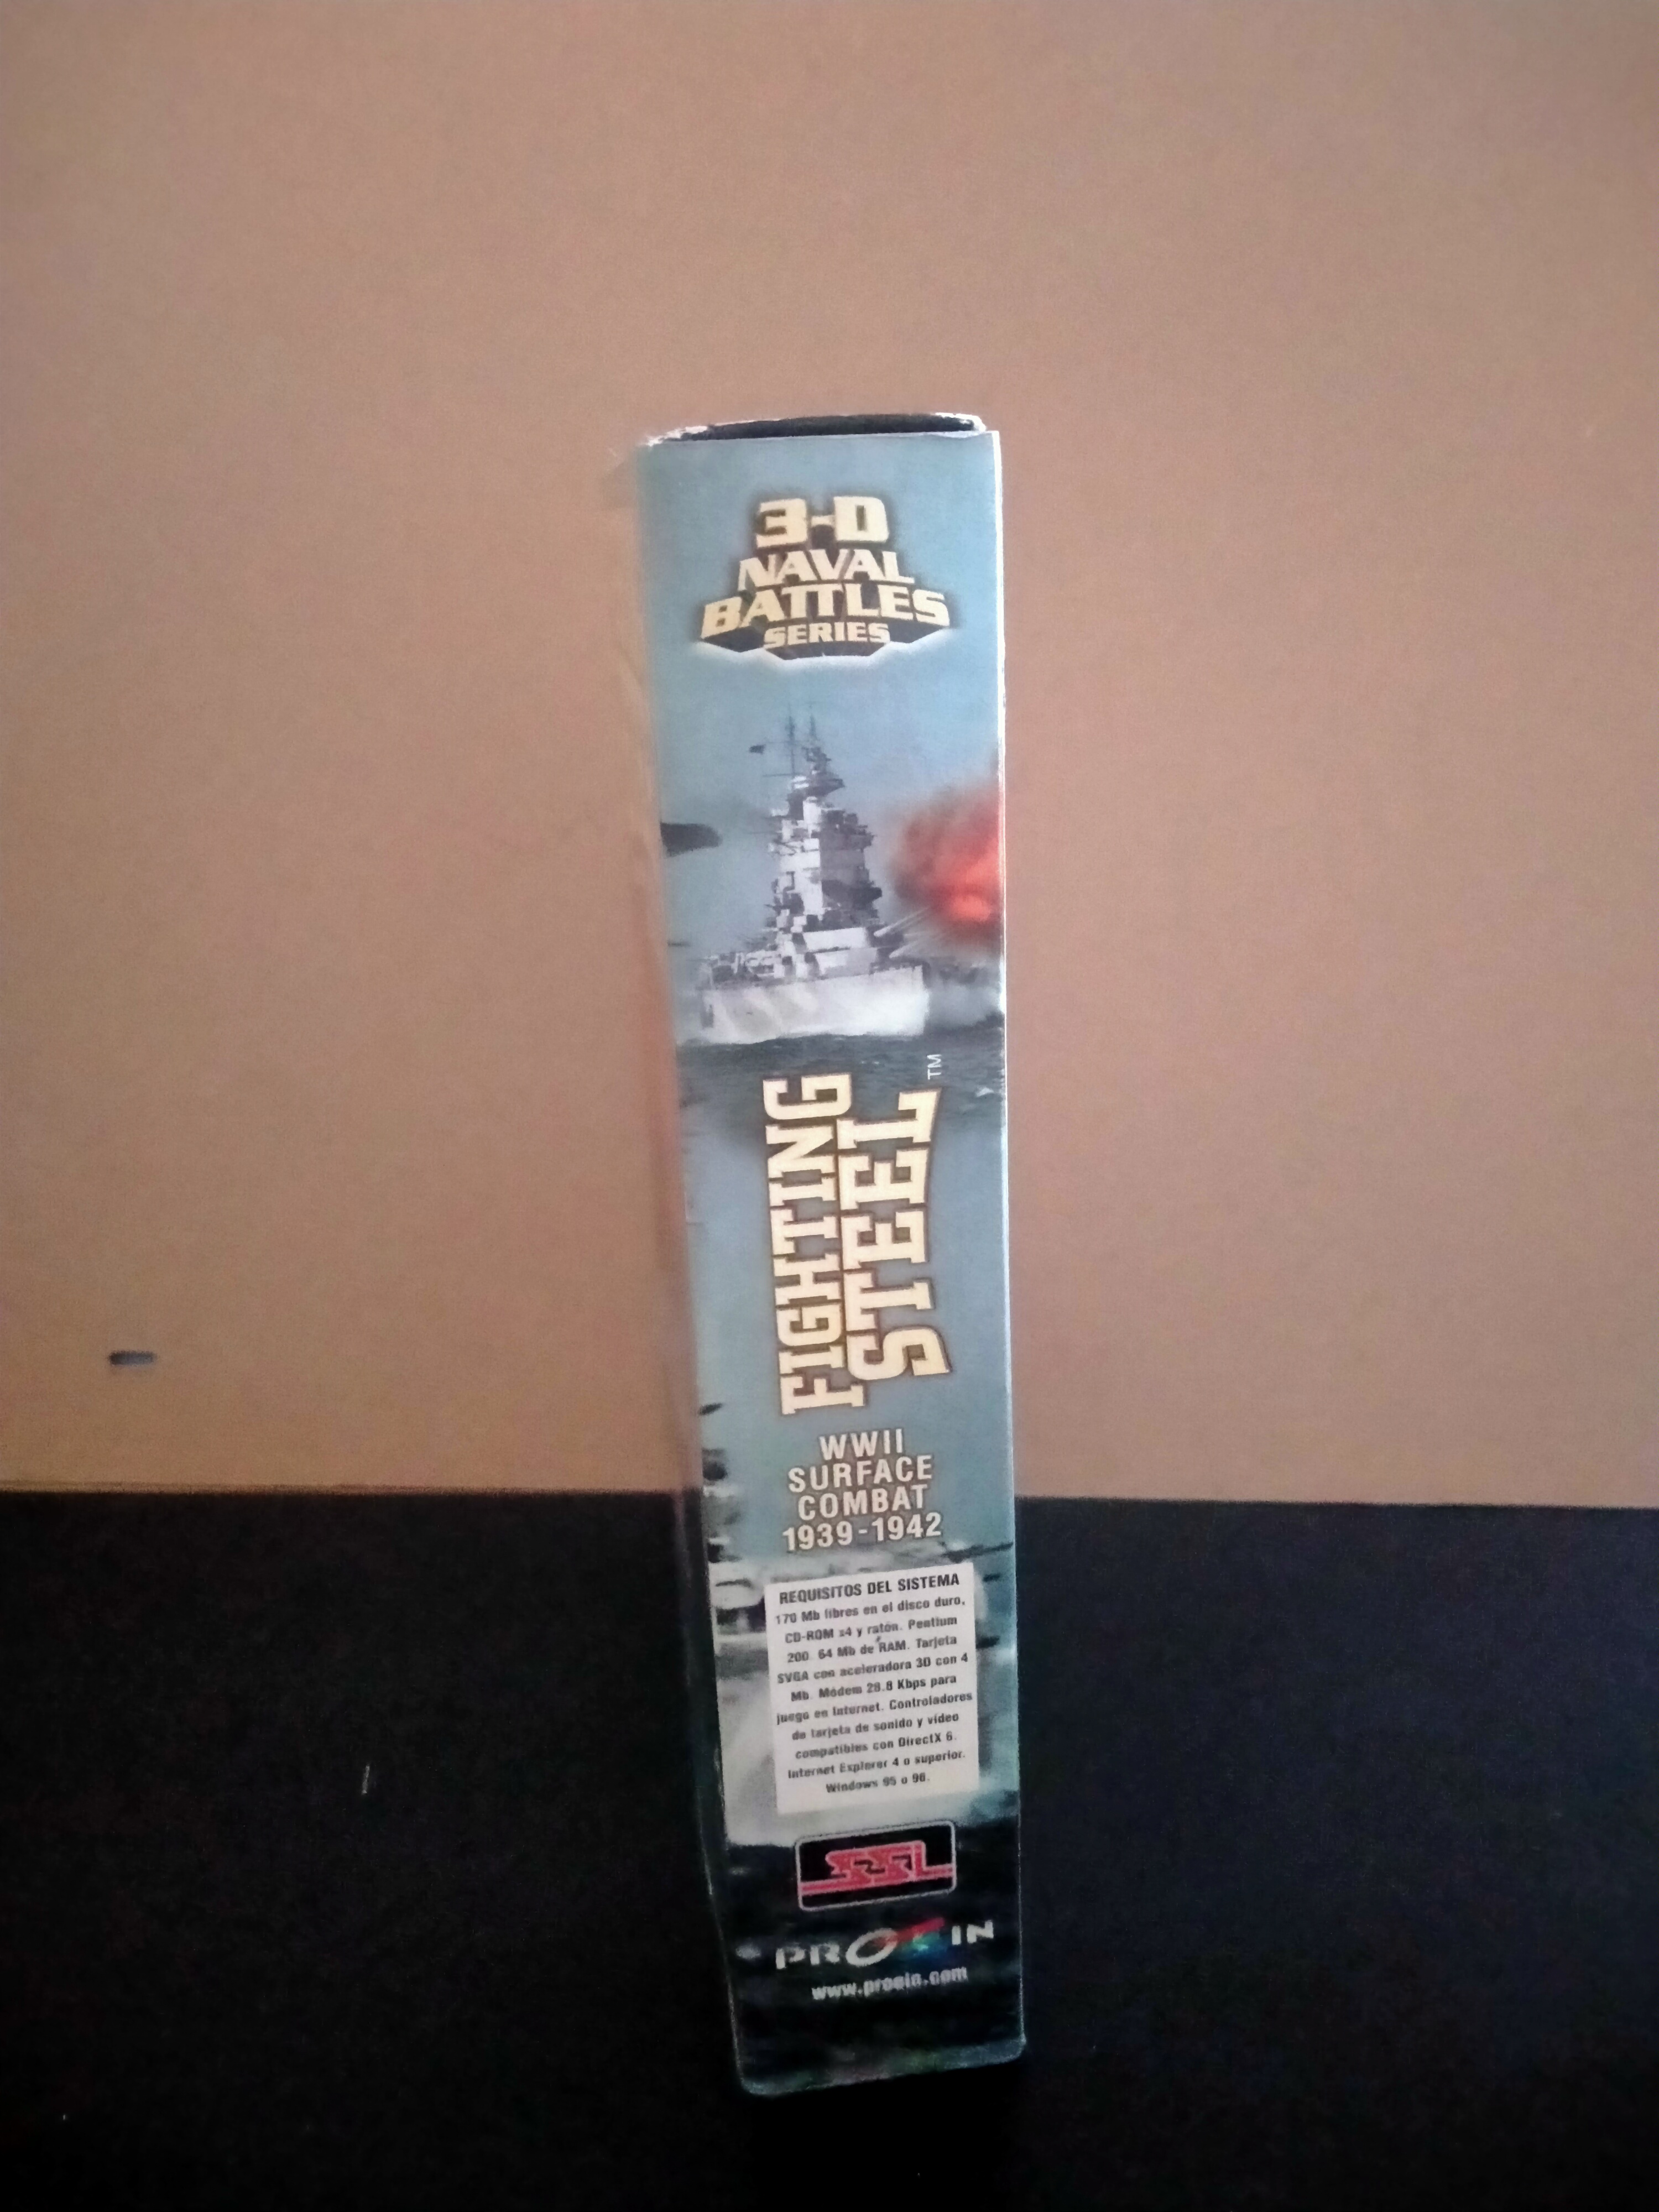 3-D
NAVAL
BATTLES
SERIES
FIGHTING
STEEL™
WWII
SURFACE
COMBAT
1939-1942
REQUISITOS DEL SISTEMA
170 Mb libres en el disco duro,
CD-ROM x4 y ratón. Pentium
200. 64 Mb de RAM. Tarjeta
SVGA con aceleradora 3D con 4
Mb. Módem 28.8 Kbps para
juego en Internet. Controladores
de tarjeta de sonido y vídeo
compatibles con DirectX 6.
Internet Explorer 4 o superior.
Windows 95 o 98.
SSI
PROEIN
www.proein.com